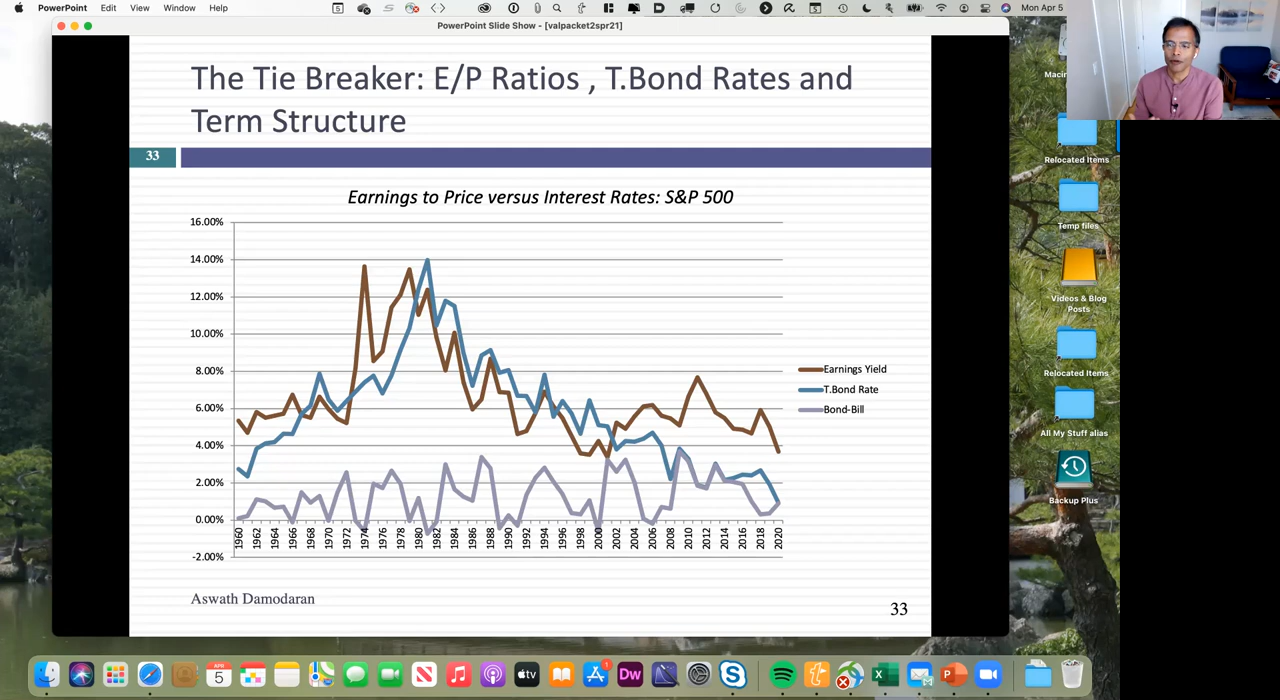 PowerPoint Edit View Window Help
Mon Apr 5
PowerPoint Slide Show - [valpacket2spr21]
The Tie Breaker: E/P Ratios , T.Bond Rates and
Term Structure
33
Earnings to Price versus Interest Rates: S&P 500
16.00%
14.00%
12.00%
10.00%
8.00%
6.00%
4.00%
2.00%
0.00%
-2.00%
1960 1962 1964 1966 1968 1970 1972 1974 1976 1978 1980 1982 1984 1986 1988 1990 1992 1994 1996 1998 2000 2002 2004 2006 2008 2010 2012 2014 2016 2018 2020
Earnings Yield
T.Bond Rate
Bond-Bill
Aswath Damodaran
33
Relocated Items
Temp files
Videos & Blog
Posts
Relocated Items
All My Stuff alias
Backup Plus
APR
5
tv
1
Dw
X
P